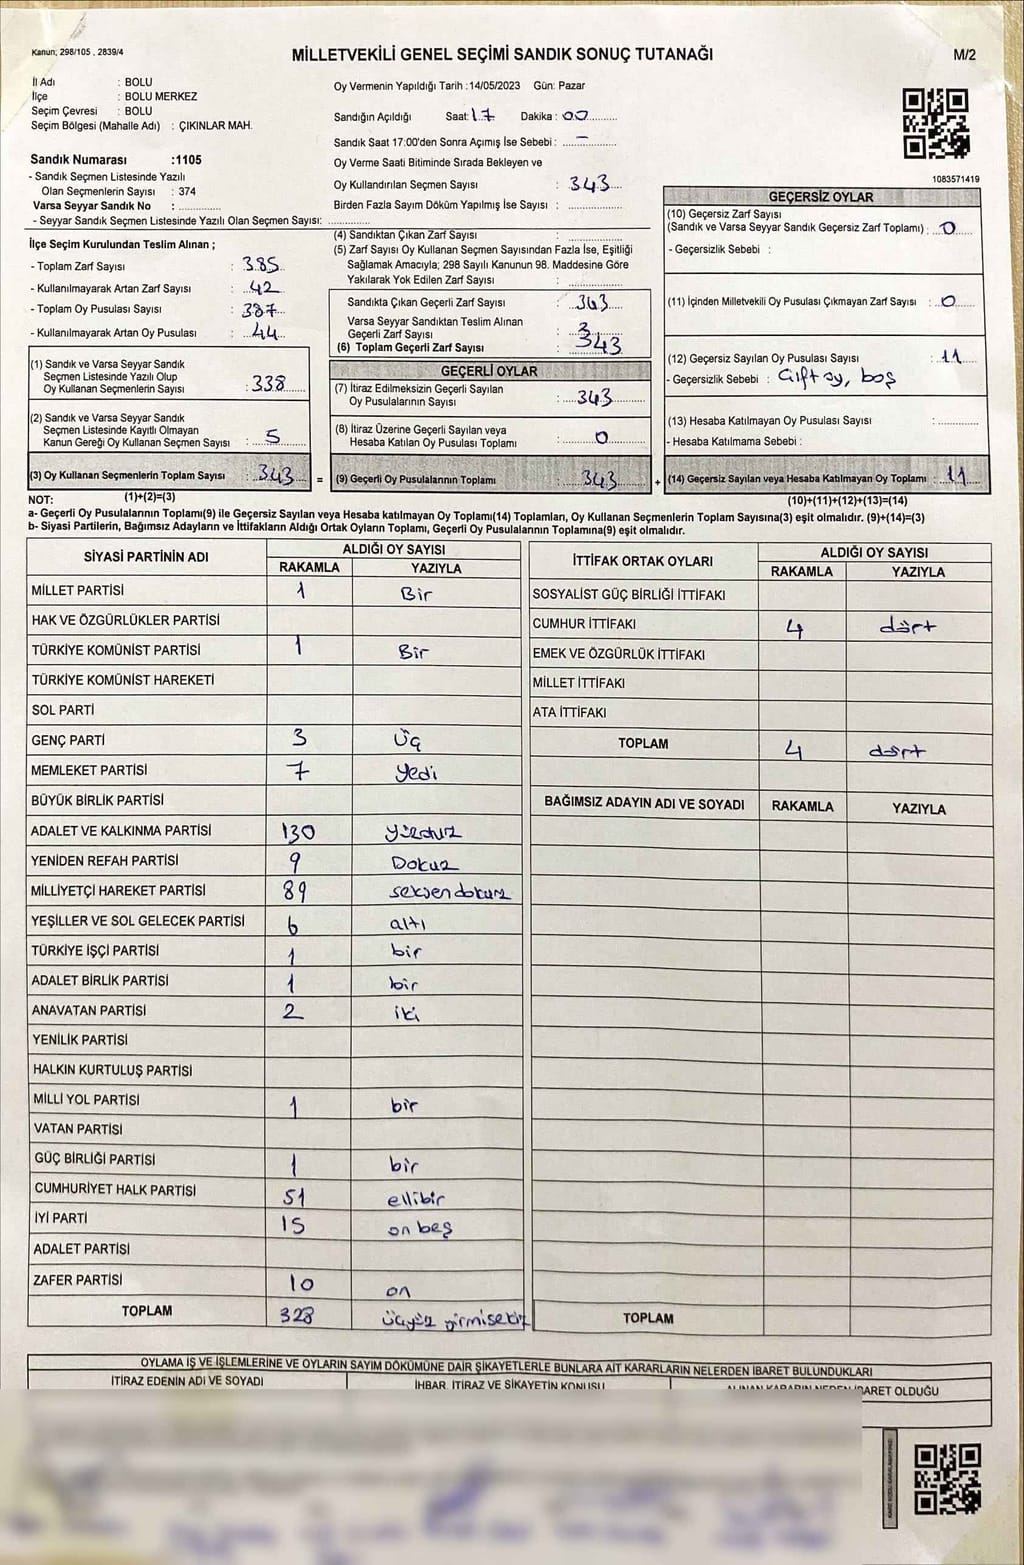 Kanun; 298/105 , 2839/4
MİLLETVEKİLİ GENEL SEÇİMİ SANDIK SONUÇ TUTANAĞI
M/2
İl Adı : BOLU
İlçe : BOLU MERKEZ
Seçim Çevresi : BOLU
Seçim Bölgesi (Mahalle Adı) : ÇIKINLAR MAH.
Sandık Numarası :1105
- Sandık Seçmen Listesinde Yazılı
Olan Seçmenlerin Sayısı : 374
Varsa Seyyar Sandık No :
- Seyyar Sandık Seçmen Listesinde Yazılı Olan Seçmen Sayısı:
Oy Vermenin Yapıldığı Tarih :14/05/2023 Gün: Pazar
Sandığın Açıldığı Saat: 17 Dakika : 00
Sandık Saat 17:00'den Sonra Açımış İse Sebebi : -
Oy Verme Saati Bitiminde Sırada Bekleyen ve
Oy Kullandırılan Seçmen Sayısı : 343
Birden Fazla Sayım Döküm Yapılmış İse Sayısı :
1083571419
İlçe Seçim Kurulundan Teslim Alınan ;
- Toplam Zarf Sayısı : 385
- Kullanılmayarak Artan Zarf Sayısı : 42
- Toplam Oy Pusulası Sayısı : 387
- Kullanılmayarak Artan Oy Pusulası : 44
(4) Sandıktan Çıkan Zarf Sayısı :
(5) Zarf Sayısı Oy Kullanan Seçmen Sayısından Fazla İse, Eşitliği
Sağlamak Amacıyla; 298 Sayılı Kanunun 98. Maddesine Göre
Yakılarak Yok Edilen Zarf Sayısı :
Sandıkta Çıkan Geçerli Zarf Sayısı : 343
Varsa Seyyar Sandıktan Teslim Alınan
Geçerli Zarf Sayısı :
(6) Toplam Geçerli Zarf Sayısı : 343
GEÇERSİZ OYLAR
(10) Geçersiz Zarf Sayısı
(Sandık ve Varsa Seyyar Sandık Geçersiz Zarf Toplamı) : 0
- Geçersizlik Sebebi :
(11) İçinden Milletvekili Oy Pusulası Çıkmayan Zarf Sayısı : 0
(12) Geçersiz Sayılan Oy Pusulası Sayısı : 11
- Geçersizlik Sebebi : Çift oy, boş
(13) Hesaba Katılmayan Oy Pusulası Sayısı :
- Hesaba Katılmama Sebebi :
(14) Geçersiz Sayılan veya Hesaba Katılmayan Oy Toplamı : 11
(1) Sandık ve Varsa Seyyar Sandık
Seçmen Listesinde Yazılı Olup
Oy Kullanan Seçmenlerin Sayısı : 338
(2) Sandık ve Varsa Seyyar Sandık
Seçmen Listesinde Kayıtlı Olmayan
Kanun Gereği Oy Kullanan Seçmen Sayısı : 5
(3) Oy Kullanan Seçmenlerin Toplam Sayısı : 343 =
GEÇERLİ OYLAR
(7) İtiraz Edilmeksizin Geçerli Sayılan
Oy Pusulalarının Sayısı : 343
(8) İtiraz Üzerine Geçerli Sayılan veya
Hesaba Katılan Oy Pusulası Toplamı : 0
(9) Geçerli Oy Pusulalarının Toplamı : 343 +
NOT: (1)+(2)=(3)
(10)+(11)+(12)+(13)=(14)
a- Geçerli Oy Pusulalarının Toplamı(9) ile Geçersiz Sayılan veya Hesaba katılmayan Oy Toplamı(14) Toplamları, Oy Kullanan Seçmenlerin Toplam Sayısına(3) eşit olmalıdır. (9)+(14)=(3)
b- Siyasi Partilerin, Bağımsız Adayların ve İttifakların Aldığı Ortak Oyların Toplamı, Geçerli Oy Pusulalarının Toplamına(9) eşit olmalıdır.
SİYASİ PARTİNİN ADI ALDIĞI OY SAYISI
RAKAMLA YAZIYLA
MİLLET PARTİSİ 1 Bir
HAK VE ÖZGÜRLÜKLER PARTİSİ
TÜRKİYE KOMÜNİST PARTİSİ 1 Bir
TÜRKİYE KOMÜNİST HAREKETİ
SOL PARTİ
GENÇ PARTİ 3 üç
MEMLEKET PARTİSİ 7 yedi
BÜYÜK BİRLİK PARTİSİ
ADALET VE KALKINMA PARTİSİ 130 yüzotuz
YENİDEN REFAH PARTİSİ 9 Dokuz
MİLLİYETÇİ HAREKET PARTİSİ 89 seksendokuz
YEŞİLLER VE SOL GELECEK PARTİSİ 6 altı
TÜRKİYE İŞÇİ PARTİSİ 1 bir
ADALET BİRLİK PARTİSİ 1 bir
ANAVATAN PARTİSİ 2 iki
YENİLİK PARTİSİ
HALKIN KURTULUŞ PARTİSİ
MİLLİ YOL PARTİSİ 1 bir
VATAN PARTİSİ
GÜÇ BİRLİĞİ PARTİSİ 1 bir
CUMHURİYET HALK PARTİSİ 51 ellibir
İYİ PARTİ 15 on beş
ADALET PARTİSİ
ZAFER PARTİSİ 10 on
TOPLAM 328 üçyüz yirmisekiz
İTTİFAK ORTAK OYLARI ALDIĞI OY SAYISI
RAKAMLA YAZIYLA
SOSYALİST GÜÇ BİRLİĞİ İTTİFAKI
CUMHUR İTTİFAKI 4 dört
EMEK VE ÖZGÜRLÜK İTTİFAKI
MİLLET İTTİFAKI
ATA İTTİFAKI
TOPLAM 4 dört
BAĞIMSIZ ADAYIN ADI VE SOYADI RAKAMLA YAZIYLA
TOPLAM
OYLAMA İŞ VE İŞLEMLERİNE VE OYLARIN SAYIM DÖKÜMÜNE DAİR ŞİKAYETLERLE BUNLARA AİT KARARLARIN NELERDEN İBARET BULUNDUKLARI
İTİRAZ EDENİN ADI VE SOYADI
İHBAR, İTİRAZ VE ŞİKAYETİN KONUSU
ALINAN KARARIN NEDEN İBARET OLDUĞU